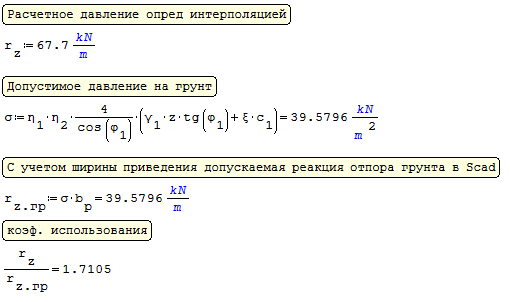 Расчетное давление опред интерполяцией
r_z:=67.7 kN/m
Допустимое давление на грунт
σ:=η_1·η_2·4/cos(φ_1)·(γ_1·z·tg(φ_1)+ξ·c_1)=39.5796 kN/m^2
С учетом ширины приведения допускаемая реакция отпора грунта в Scad
r_z.гр:=σ·b_p=39.5796 kN/m
коэф. использования
r_z/r_z.гр=1.7105